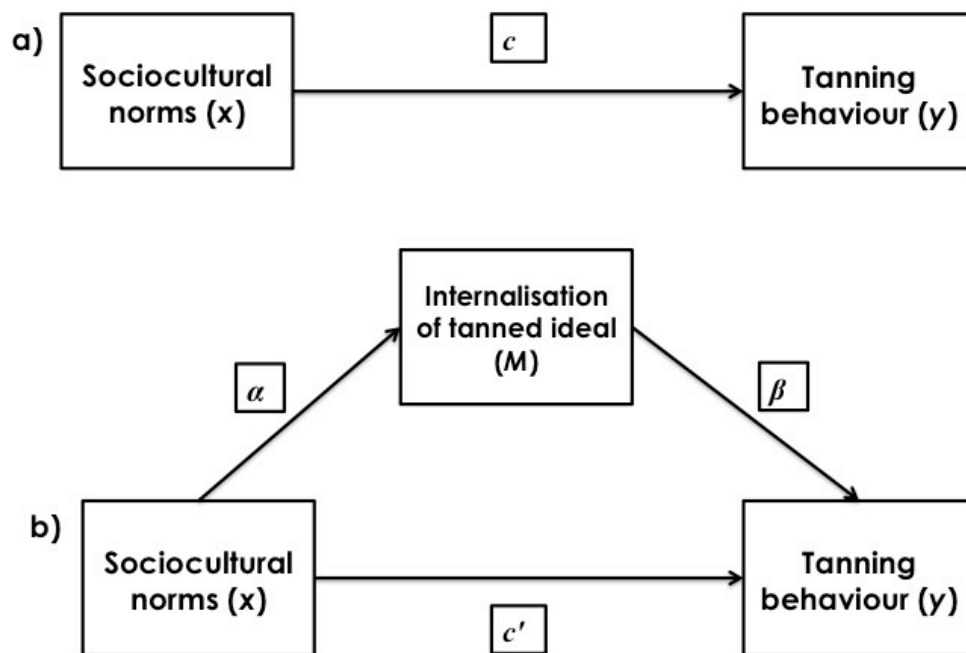 a)
c
Sociocultural
norms (x)
Tanning
behaviour (y)
Internalisation
of tanned ideal
(M)
α
β
b)
Sociocultural
norms (x)
Tanning
behaviour (y)
c'